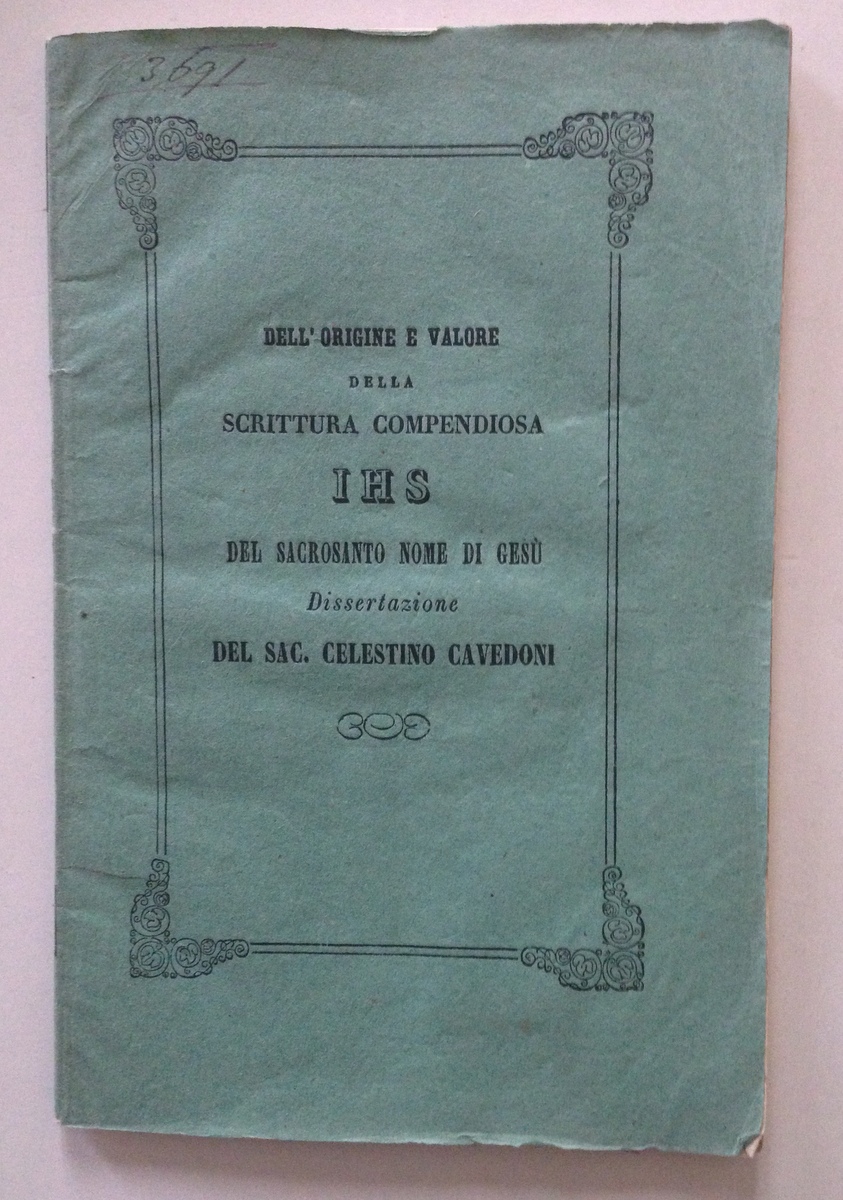 3691
DELL' ORIGINE E VALORE
DELLA
SCRITTURA COMPENDIOSA
IHS
DEL SACROSANTO NOME DI GESÙ
Dissertazione
DEL SAC. CELESTINO CAVEDONI